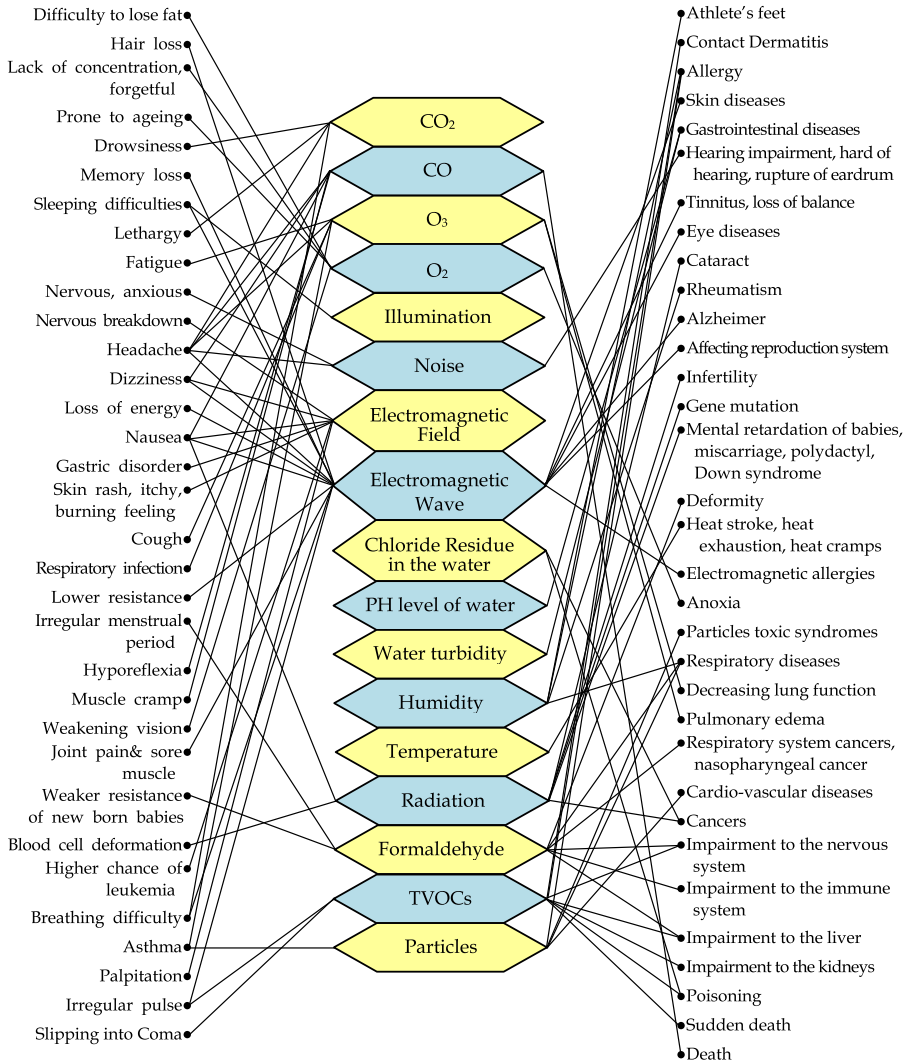 Difficulty to lose fat
Hair loss
Lack of concentration,
forgetful
Prone to ageing
Drowsiness
Memory loss
Sleeping difficulties
Lethargy
Fatigue
Nervous, anxious
Nervous breakdown
Headache
Dizziness
Loss of energy
Nausea
Gastric disorder
Skin rash, itchy,
burning feeling
Cough
Respiratory infection
Lower resistance
Irregular menstrual
period
Hyporeflexia
Muscle cramp
Weakening vision
Joint pain& sore
muscle
Weaker resistance
of new born babies
Blood cell deformation
Higher chance of
leukemia
Breathing difficulty
Asthma
Palpitation
Irregular pulse
Slipping into Coma
CO₂
CO
O₃
O₂
Illumination
Noise
Electromagnetic
Field
Electromagnetic
Wave
Chloride Residue
in the water
PH level of water
Water turbidity
Humidity
Temperature
Radiation
Formaldehyde
TVOCs
Particles
Athlete's feet
Contact Dermatitis
Allergy
Skin diseases
Gastrointestinal diseases
Hearing impairment, hard of
hearing, rupture of eardrum
Tinnitus, loss of balance
Eye diseases
Cataract
Rheumatism
Alzheimer
Affecting reproduction system
Infertility
Gene mutation
Mental retardation of babies,
miscarriage, polydactyl,
Down syndrome
Deformity
Heat stroke, heat
exhaustion, heat cramps
Electromagnetic allergies
Anoxia
Particles toxic syndromes
Respiratory diseases
Decreasing lung function
Pulmonary edema
Respiratory system cancers,
nasopharyngeal cancer
Cardio-vascular diseases
Cancers
Impairment to the nervous
system
Impairment to the immune
system
Impairment to the liver
Impairment to the kidneys
Poisoning
Sudden death
Death